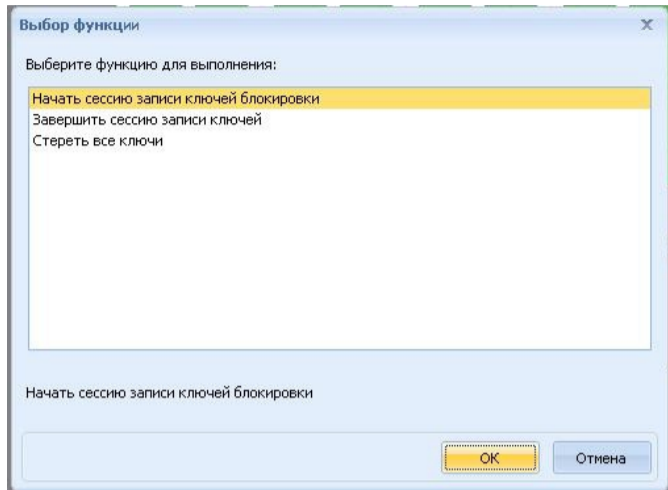 Выбор функции
Выберите функцию для выполнения:
Начать сессию записи ключей блокировки
Завершить сессию записи ключей
Стереть все ключи
Начать сессию записи ключей блокировки
OK
Отмена